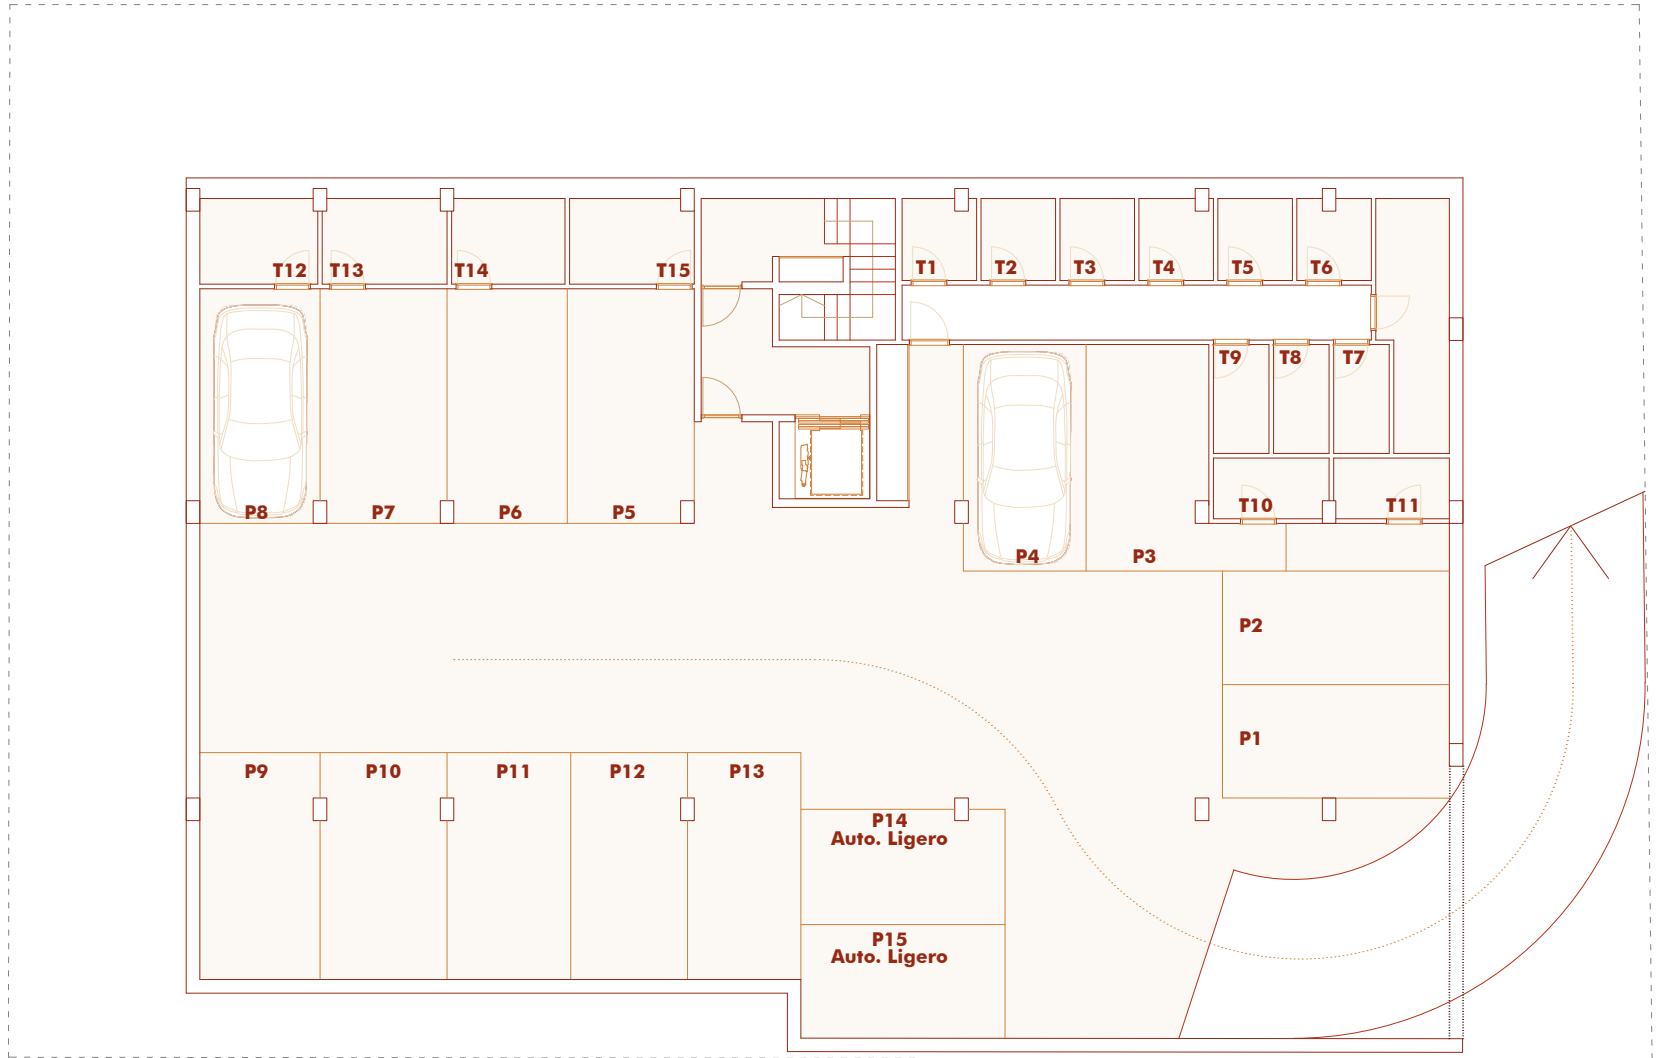 T12
T13
T14
T15
T1
T2
T3
T4
T5
T6
T9
T8
T7
P8
P7
P6
P5
T10
T11
P4
P3
P2
P1
P9
P10
P11
P12
P13
P14
Auto. Ligero
P15
Auto. Ligero